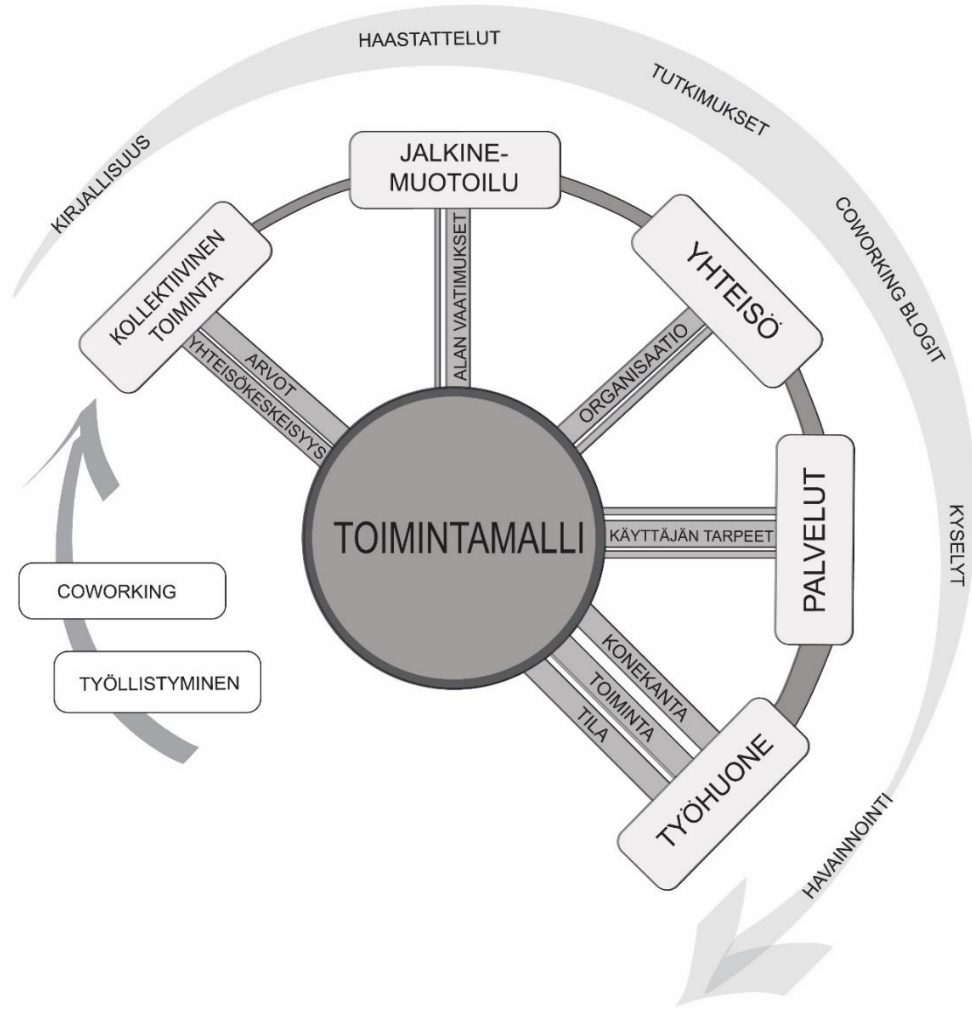 HAASTATTELUT
TUTKIMUKSET
KIRJALLISUUS
COWORKING BLOGIT
KYSELYT
HAVAINNOINTI
JALKINE-
MUOTOILU
KOLLEKTIIVINEN
TOIMINTA
YHTEISÖ
PALVELUT
TYÖHUONE
ARVOT
YHTEISÖKESKEISYYS
ALAN VAATIMUKSET
ORGANISAATIO
KÄYTTÄJÄN TARPEET
KONEKANTA
TOIMINTA
TILA
TOIMINTAMALLI
COWORKING
TYÖLLISTYMINEN